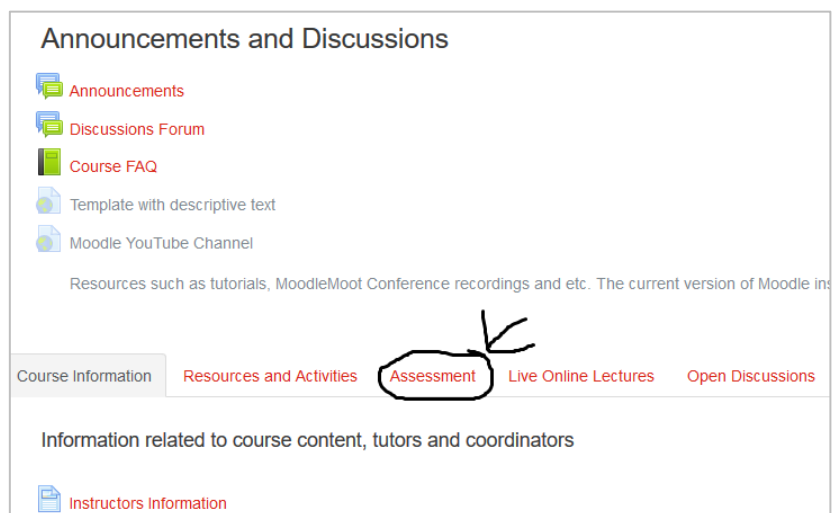 Announcements and Discussions
Announcements
Discussions Forum
Course FAQ
Template with descriptive text
Moodle YouTube Channel
Resources such as tutorials, MoodleMoot Conference recordings and etc. The current version of Moodle
Course Information Resources and Activities Assessment Live Online Lectures Open Discussions
Information related to course content, tutors and coordinators
Instructors Information